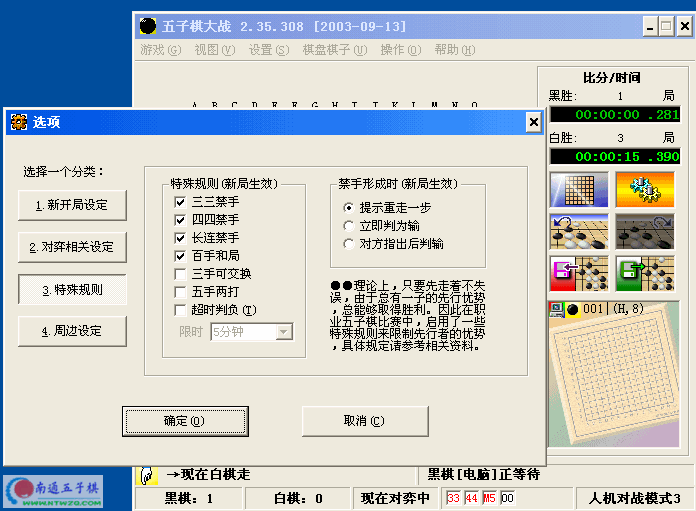 五子棋大战 2.35.308 [2003-09-13]
游戏(G) 视图(V) 设置(S) 棋盘棋子(U) 操作(O) 帮助(H)
比分/时间
黑胜: 1 局
00:00:00 .281
白胜: 3 局
00:00:15 .390
A B C D E F G H I J K L M N O
选项
选择一个分类:
1.新开局设定
2.对弈相关设定
3.特殊规则
4.周边设定
特殊规则(新局生效)
三三禁手
四四禁手
长连禁手
百手和局
三手可交换
五手两打
超时判负(T)
限时 5分钟
禁手形成时(新局生效)
提示重走一步
立即判为输
对方指出后判输
●●理论上,只要先走着不失
误,由于总有一子的先行优势
,总能够取得胜利。因此在职
业五子棋比赛中,启用了一些
特殊规则来限制先行者的优势
,具体规定请参考相关资料。
确定(O) 取消(C)
001|(H,8)
→现在白棋走 黑棋[电脑]正等待
黑棋: 1 白棋: 0 现在对弈中 33 44 M5 00 人机对战模式3
南通五子棋
WWW.NTWZQ.COM